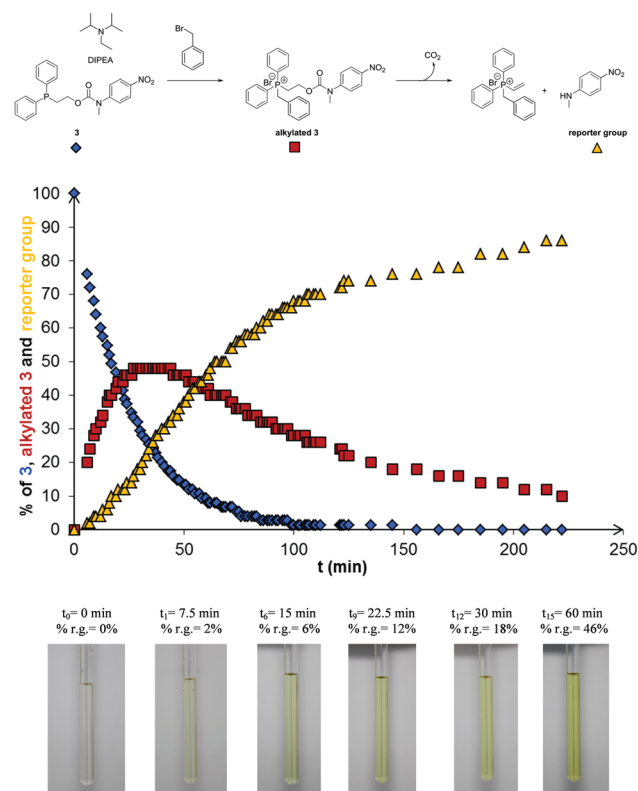 N
DIPEA
Br
P
O
O
N
O
NO₂
3
Br
⊖
P
⊕
O
O
N
O
NO₂
alkylated 3
CO₂
Br
⊖
P
⊕
+
HN
NO₂
reporter group
% of 3, alkylated 3 and reporter group
100
90
80
70
60
50
40
30
20
10
0
0
50
100
150
200
250
t (min)
t₀= 0 min
% r.g.= 0%
t₁= 7.5 min
% r.g.= 2%
t₆= 15 min
% r.g.= 6%
t₉= 22.5 min
% r.g.= 12%
t₁₂= 30 min
% r.g.= 18%
t₁₅= 60 min
% r.g.= 46%